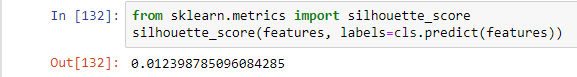 In [132]: from sklearn.metrics import silhouette_score
silhouette_score(features, labels=cls.predict(features))
Out[132]: 0.012398785096084285